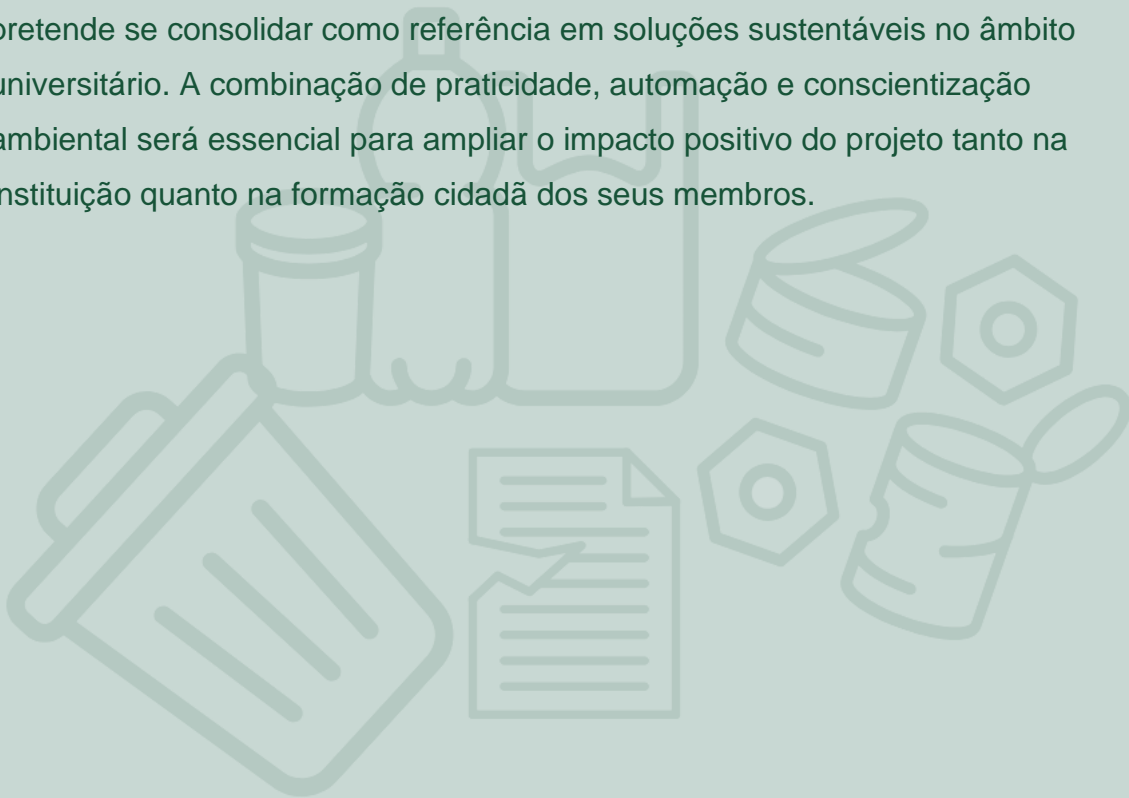 pretende se consolidar como referência em soluções sustentáveis no âmbito
universitário. A combinação de praticidade, automação e conscientização
ambiental será essencial para ampliar o impacto positivo do projeto tanto na
instituição quanto na formação cidadã dos seus membros.